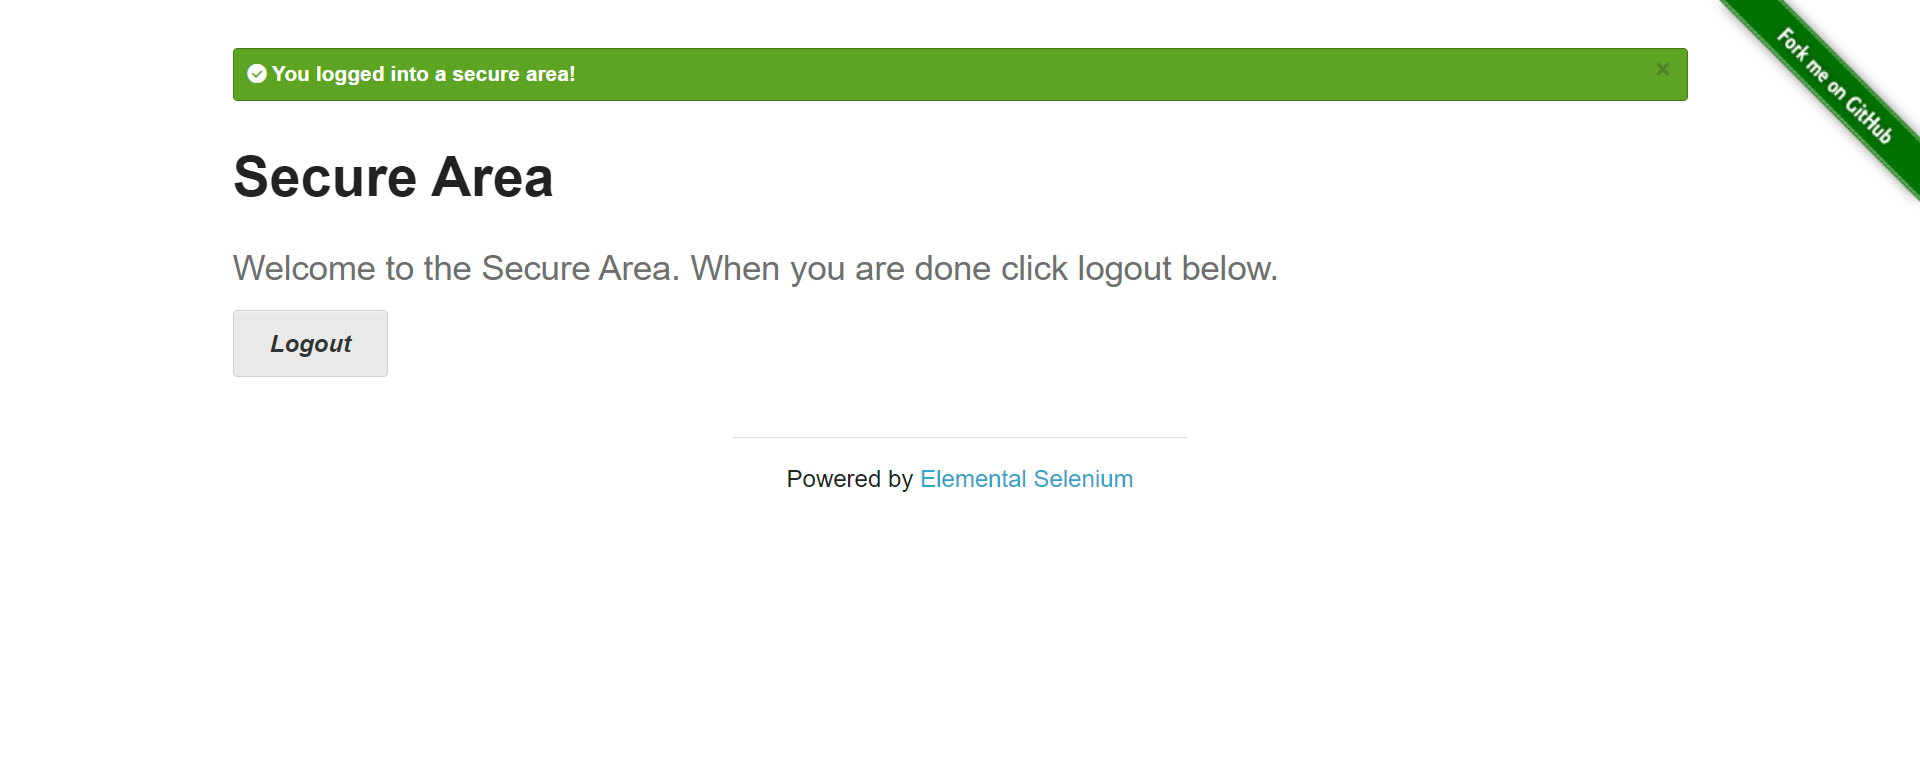 You logged into a secure area!
×
Fork me on GitHub
Secure Area
Welcome to the Secure Area. When you are done click logout below.
Logout
Powered by Elemental Selenium